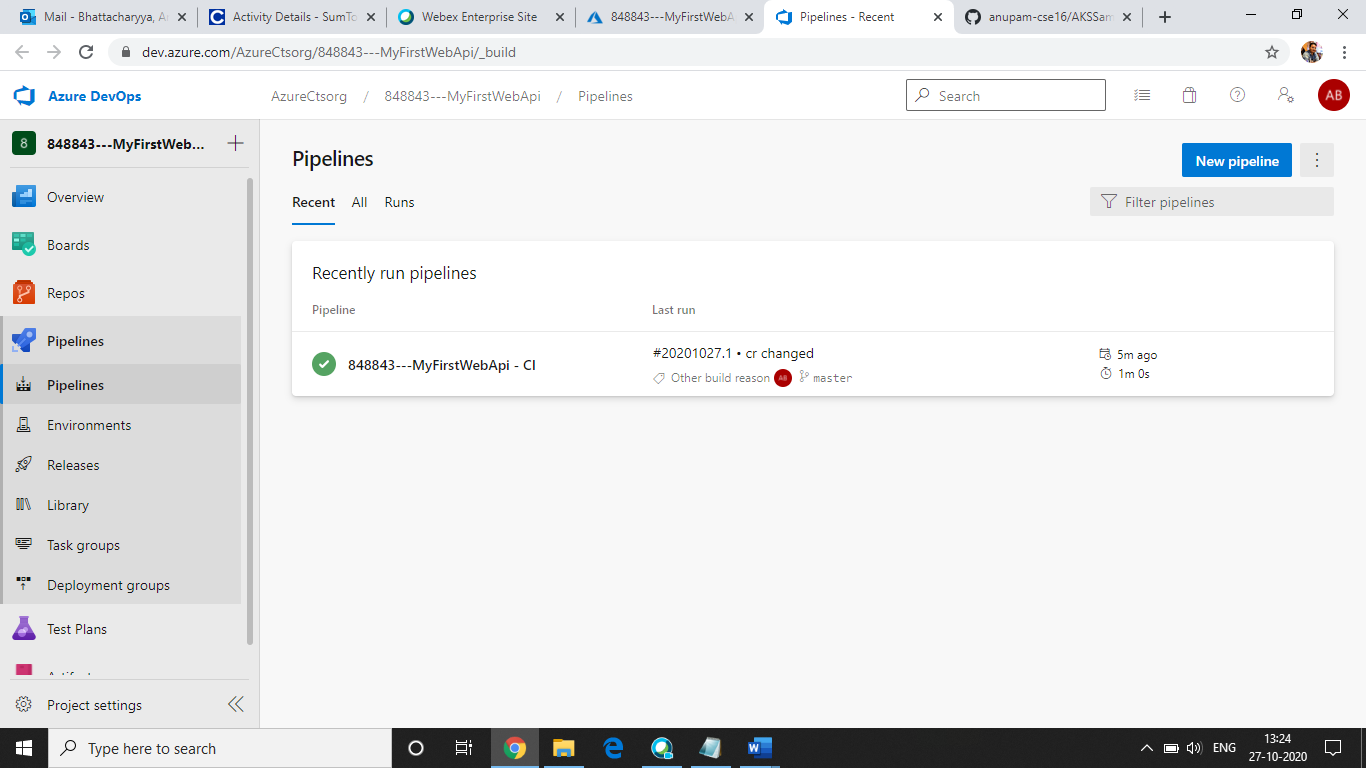 Mail - Bhattacharyya, A
Activity Details - SumTo
Webex Enterprise Site
848843---MyFirstWebA
Pipelines - Recent
anupam-cse16/AKSSam
dev.azure.com/AzureCtsorg/848843---MyFirstWebApi/_build
Azure DevOps
AzureCtsorg / 848843---MyFirstWebApi / Pipelines
Search
AB
8 848843---MyFirstWeb...
Overview
Boards
Repos
Pipelines
Pipelines
Environments
Releases
Library
Task groups
Deployment groups
Test Plans
Project settings
Pipelines
New pipeline
Recent All Runs
Filter pipelines
Recently run pipelines
Pipeline Last run
848843---MyFirstWebApi - CI
#20201027.1 • cr changed
Other build reason AB master
5m ago
1m 0s
Type here to search
ENG
13:24
27-10-2020